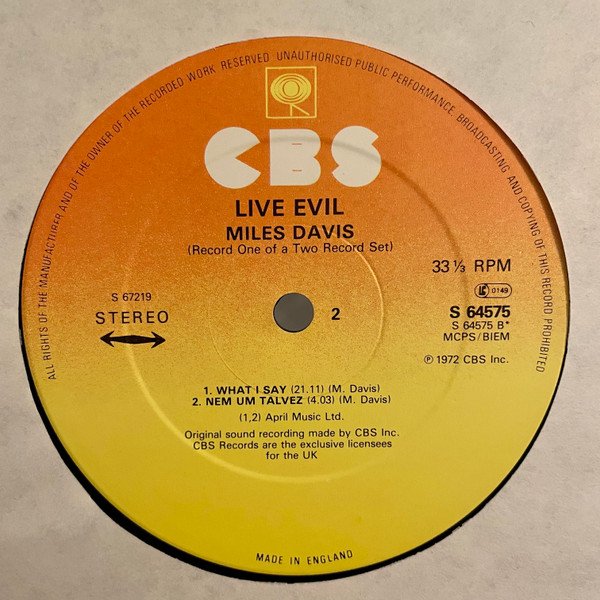 ALL RIGHTS OF THE MANUFACTURER AND OF THE OWNER OF THE RECORDED WORK RESERVED UNAUTHORISED PUBLIC PERFORMANCE BROADCASTING AND COPYING OF THIS RECORD PROHIBITED
CBS
LIVE EVIL
MILES DAVIS
(Record One of a Two Record Set)
33 1/3 RPM
LC 0149
S 67219
STEREO
2
S 64575
S 64575 B*
MCPS/BIEM
℗ 1972 CBS Inc.
1. WHAT I SAY (21.11) (M. Davis)
2. NEM UM TALVEZ (4.03) (M. Davis)
(1,2) April Music Ltd.
Original sound recording made by CBS Inc.
CBS Records are the exclusive licensees
for the UK
MADE IN ENGLAND